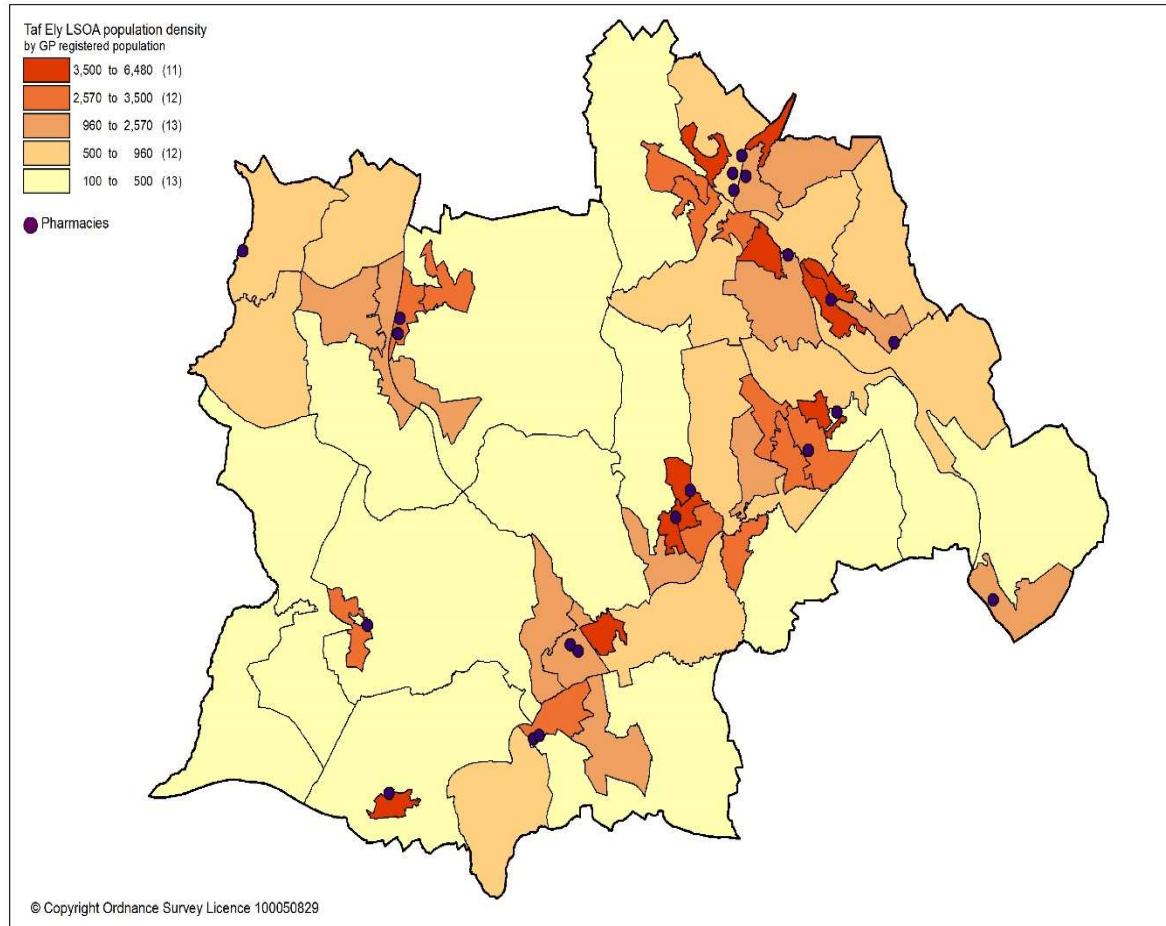 Taf Ely LSOA population density
by GP registered population
3,500 to 6,480 (11)
2,570 to 3,500 (12)
960 to 2,570 (13)
500 to 960 (12)
100 to 500 (13)
Pharmacies
© Copyright Ordnance Survey Licence 100050829